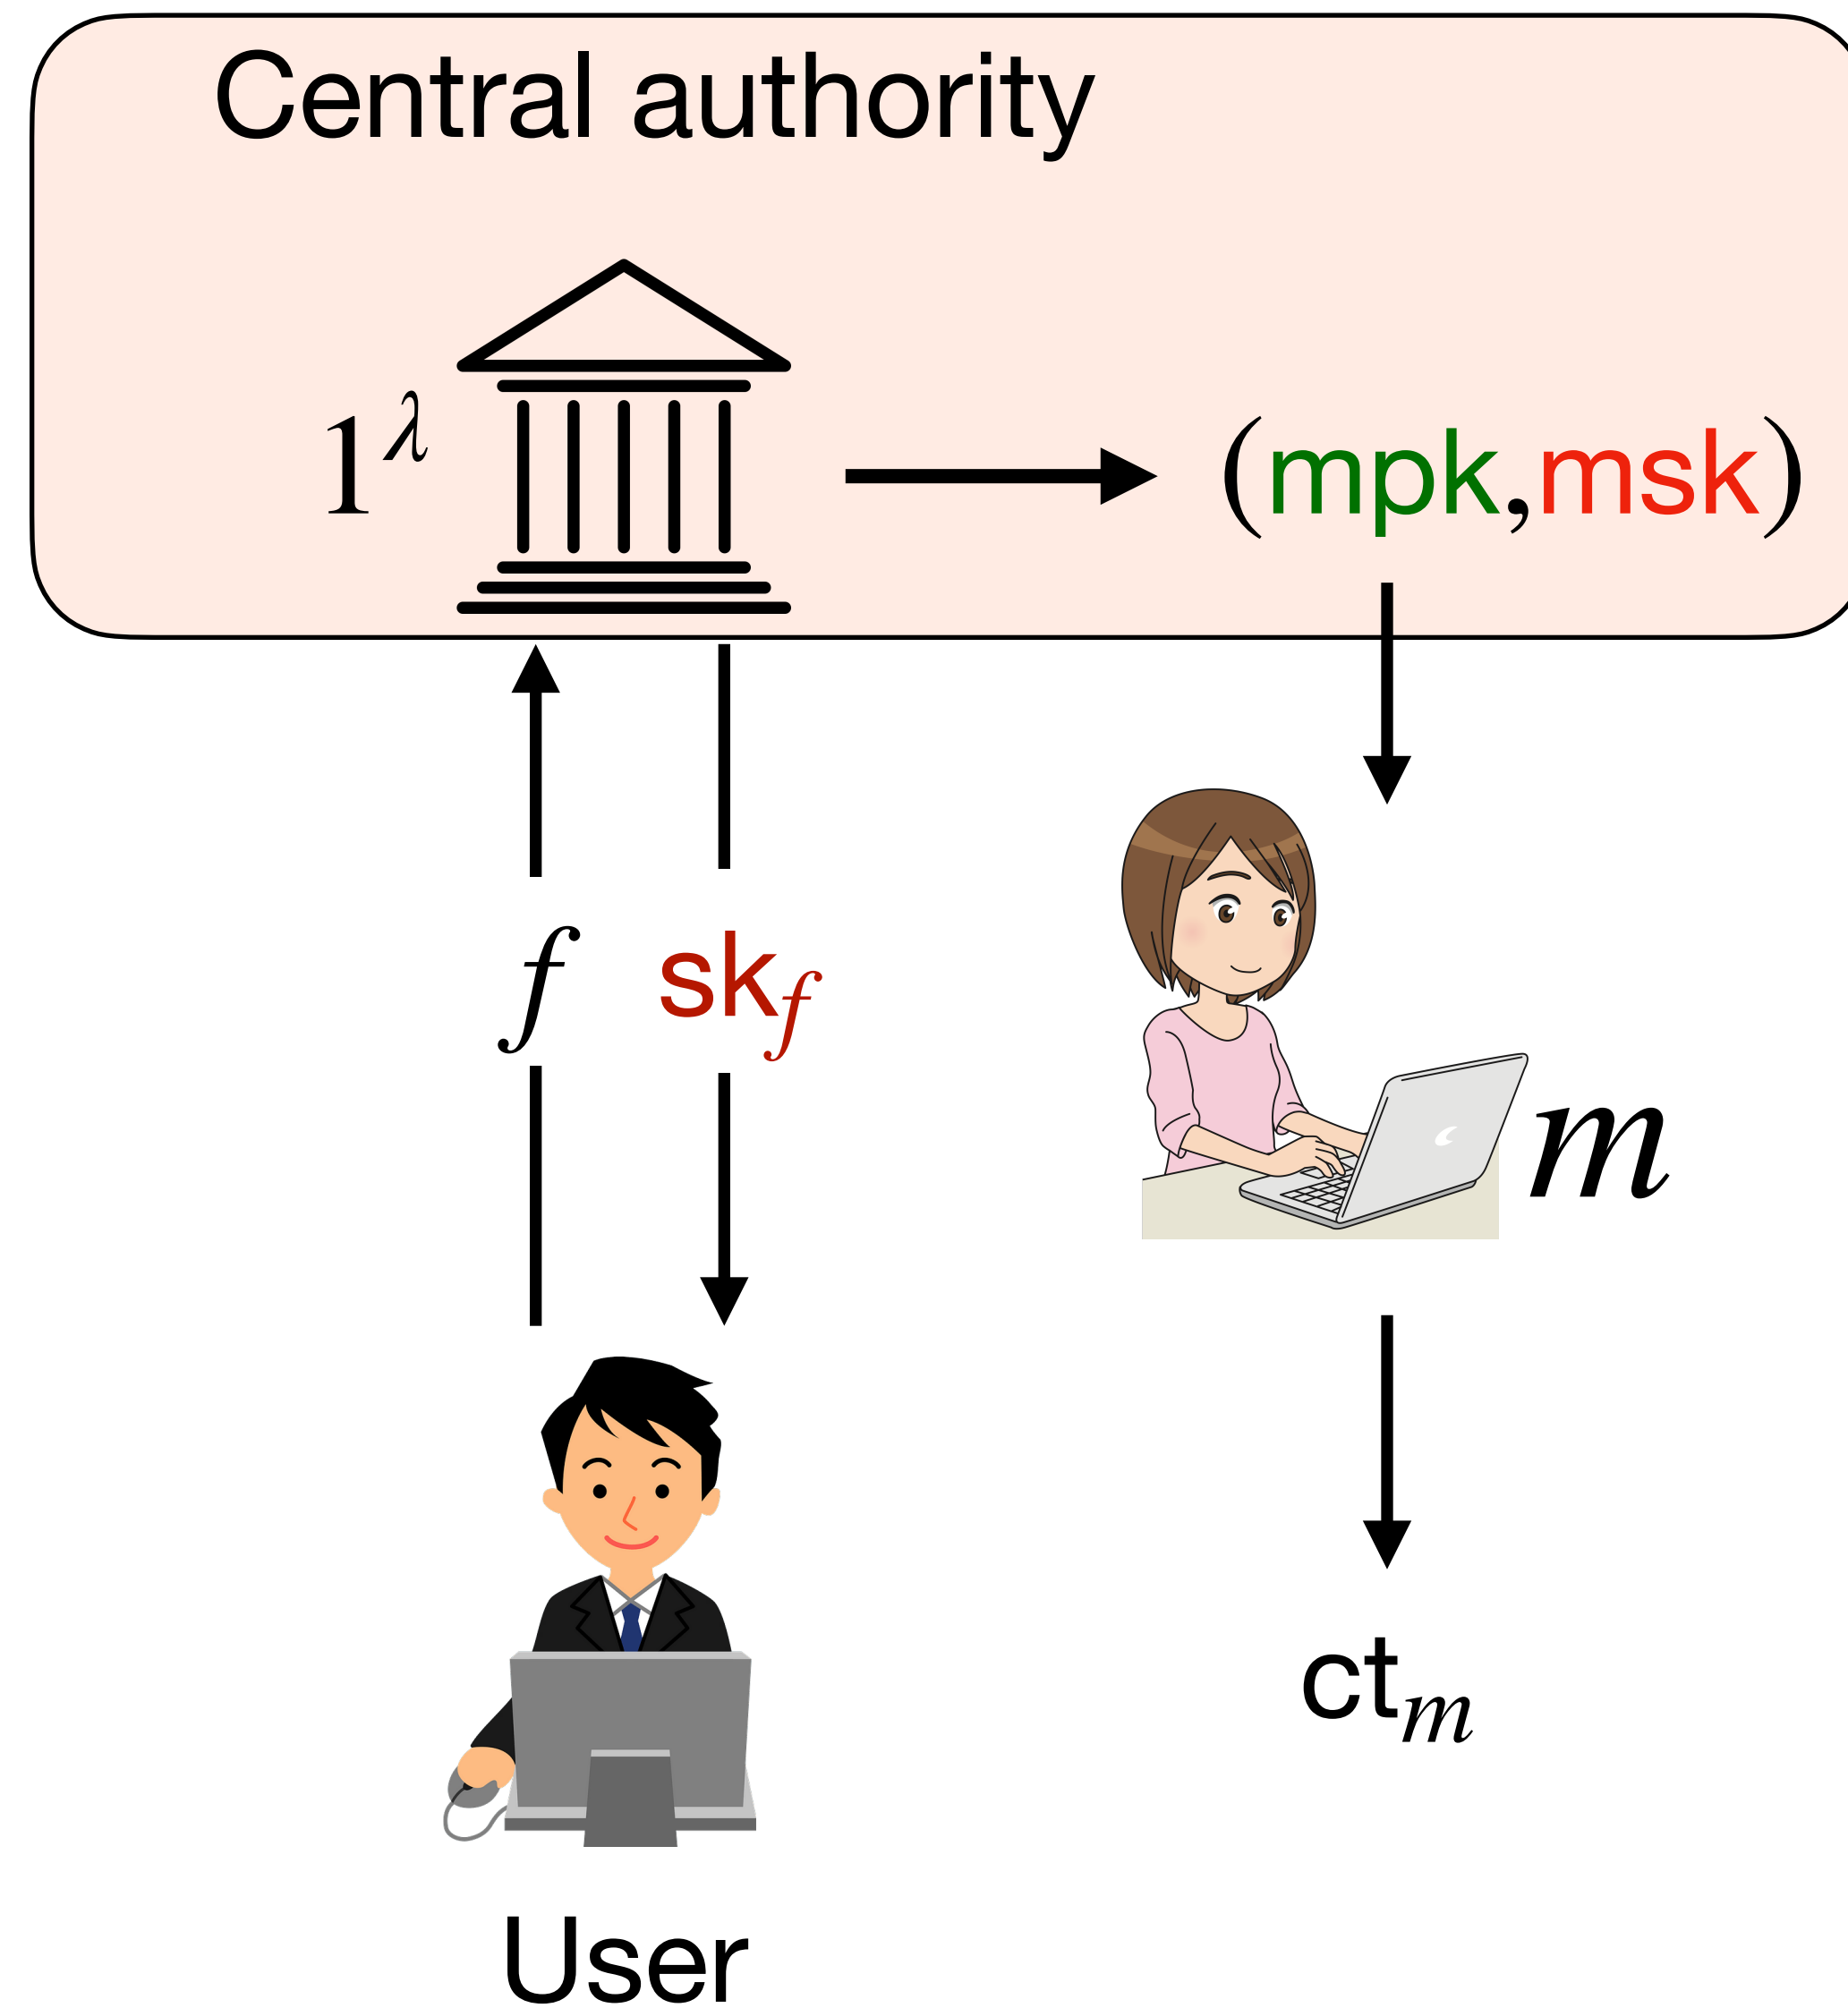 Central authority
1^λ
(mpk,msk)
f
sk_f
m
ct_m
User